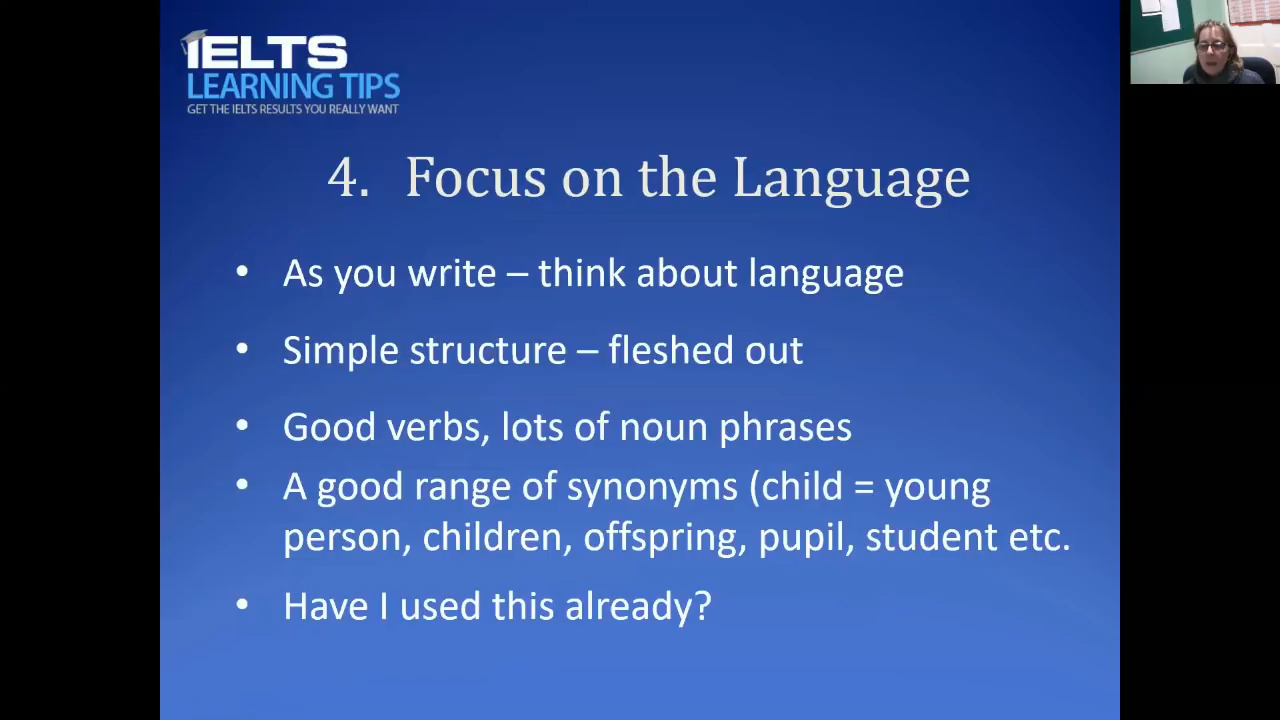 IELTS
LEARNING TIPS
GET THE IELTS RESULTS YOU REALLY WANT
4. Focus on the Language
• As you write – think about language
• Simple structure – fleshed out
• Good verbs, lots of noun phrases
• A good range of synonyms (child = young
person, children, offspring, pupil, student etc.
• Have I used this already?